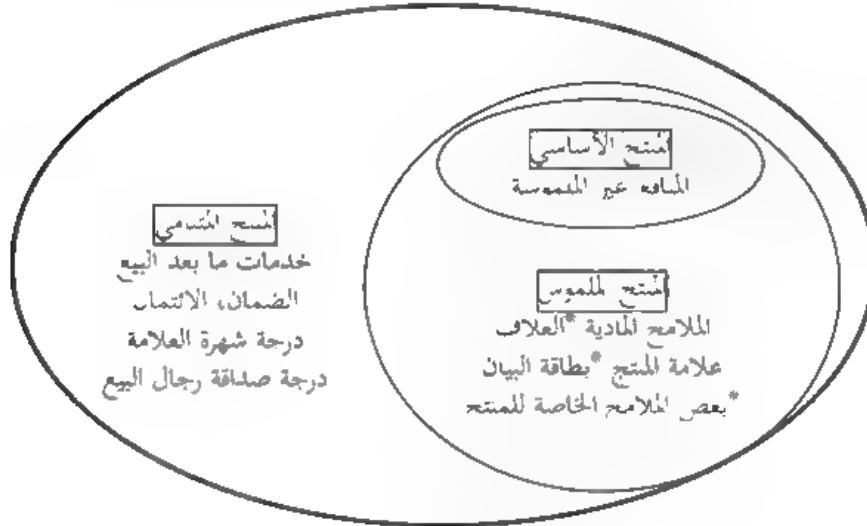 المنتج الأساسي
المنافع غير الملموسة
المنتج
خدمات ما بعد البيع
الضمان، الائتمان
درجة شهرة العلامة
درجة صداقة رجال البيع
المنتج الملموس
الملامح المادية *الغلاف
علامة المنتج *بطاقة البيان
*بعض الملامح الخاصة للمنتج